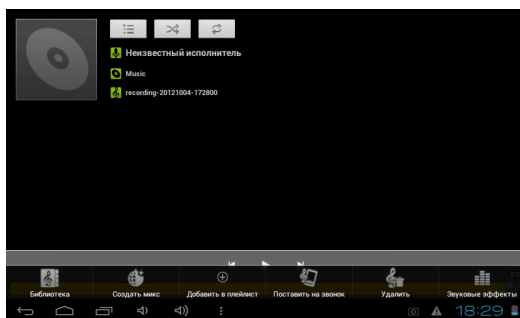 Неизвестный исполнитель
Music
recording-20121004-172800
Библиотека
Создать микс
Добавить в плейлист
Поставить на звонок
Удалить
Звуковые эффекты
18:29